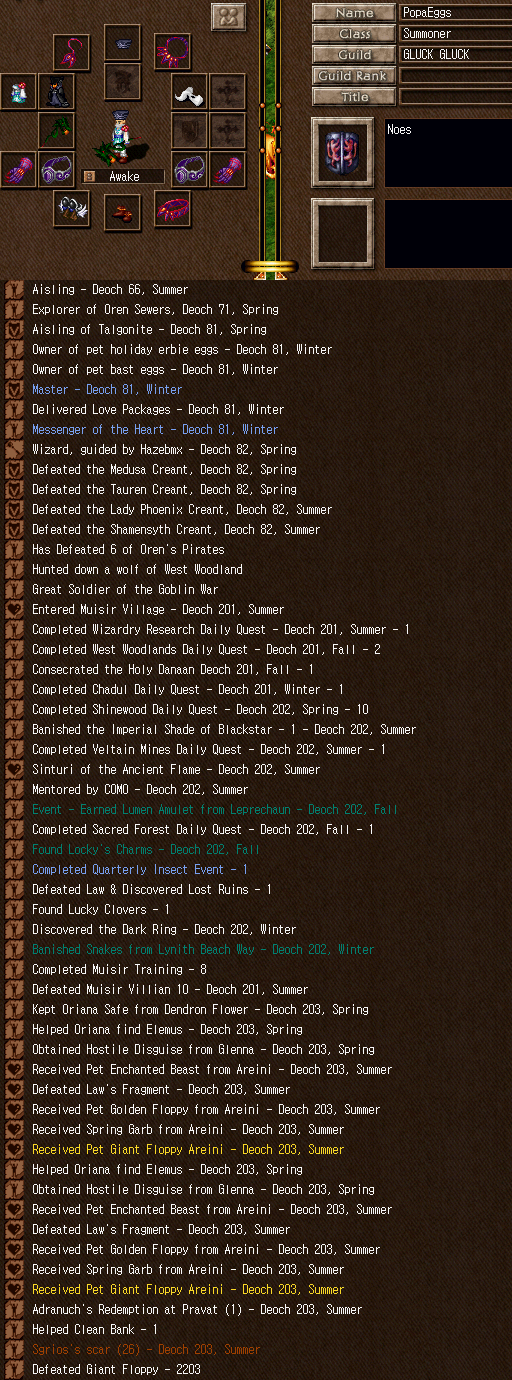 Name PopaEggs
Class Summoner
Guild GLUCK GLUCK
Guild Rank
Title
Noes
8 Awake
Aisling - Deoch 66, Summer
Explorer of Oren Sewers, Deoch 71, Spring
Aisling of Talgonite - Deoch 81, Spring
Owner of pet holiday erbie eggs - Deoch 81, Winter
Owner of pet bast eggs - Deoch 81, Winter
Master - Deoch 81, Winter
Delivered Love Packages - Deoch 81, Winter
Messenger of the Heart - Deoch 81, Winter
Wizard, guided by Hazebmx - Deoch 82, Spring
Defeated the Medusa Creant, Deoch 82, Spring
Defeated the Tauren Creant, Deoch 82, Spring
Defeated the Lady Phoenix Creant, Deoch 82, Summer
Defeated the Shamensyth Creant, Deoch 82, Summer
Has Defeated 6 of Oren's Pirates
Hunted down a wolf of West Woodland
Great Soldier of the Goblin War
Entered Muisir Village - Deoch 201, Summer
Completed Wizardry Research Daily Quest - Deoch 201, Summer - 1
Completed West Woodlands Daily Quest - Deoch 201, Fall - 2
Consecrated the Holy Danaan Deoch 201, Fall - 1
Completed Chadul Daily Quest - Deoch 201, Winter - 1
Completed Shinewood Daily Quest - Deoch 202, Spring - 10
Banished the Imperial Shade of Blackstar - 1 - Deoch 202, Summer
Completed Veltain Mines Daily Quest - Deoch 202, Summer - 1
Sinturi of the Ancient Flame - Deoch 202, Summer
Mentored by COMO - Deoch 202, Summer
Event - Earned Lumen Amulet from Leprechaun - Deoch 202, Fall
Completed Sacred Forest Daily Quest - Deoch 202, Fall - 1
Found Locky's Charms - Deoch 202, Fall
Completed Quarterly Insect Event - 1
Defeated Law & Discovered Lost Ruins - 1
Found Lucky Clovers - 1
Discovered the Dark Ring - Deoch 202, Winter
Banished Snakes from Lynith Beach Way - Deoch 202, Winter
Completed Muisir Training - 8
Defeated Muisir Villian 10 - Deoch 201, Summer
Kept Oriana Safe from Dendron Flower - Deoch 203, Spring
Helped Oriana find Elemus - Deoch 203, Spring
Obtained Hostile Disguise from Glenna - Deoch 203, Spring
Received Pet Enchanted Beast from Areini - Deoch 203, Summer
Defeated Law's Fragment - Deoch 203, Summer
Received Pet Golden Floppy from Areini - Deoch 203, Summer
Received Spring Garb from Areini - Deoch 203, Summer
Received Pet Giant Floppy Areini - Deoch 203, Summer
Helped Oriana find Elemus - Deoch 203, Spring
Obtained Hostile Disguise from Glenna - Deoch 203, Spring
Received Pet Enchanted Beast from Areini - Deoch 203, Summer
Defeated Law's Fragment - Deoch 203, Summer
Received Pet Golden Floppy from Areini - Deoch 203, Summer
Received Spring Garb from Areini - Deoch 203, Summer
Received Pet Giant Floppy Areini - Deoch 203, Summer
Adranuch's Redemption at Pravat (1) - Deoch 203, Summer
Helped Clean Bank - 1
Sgrios's scar (26) - Deoch 203, Summer
Defeated Giant Floppy - 2203